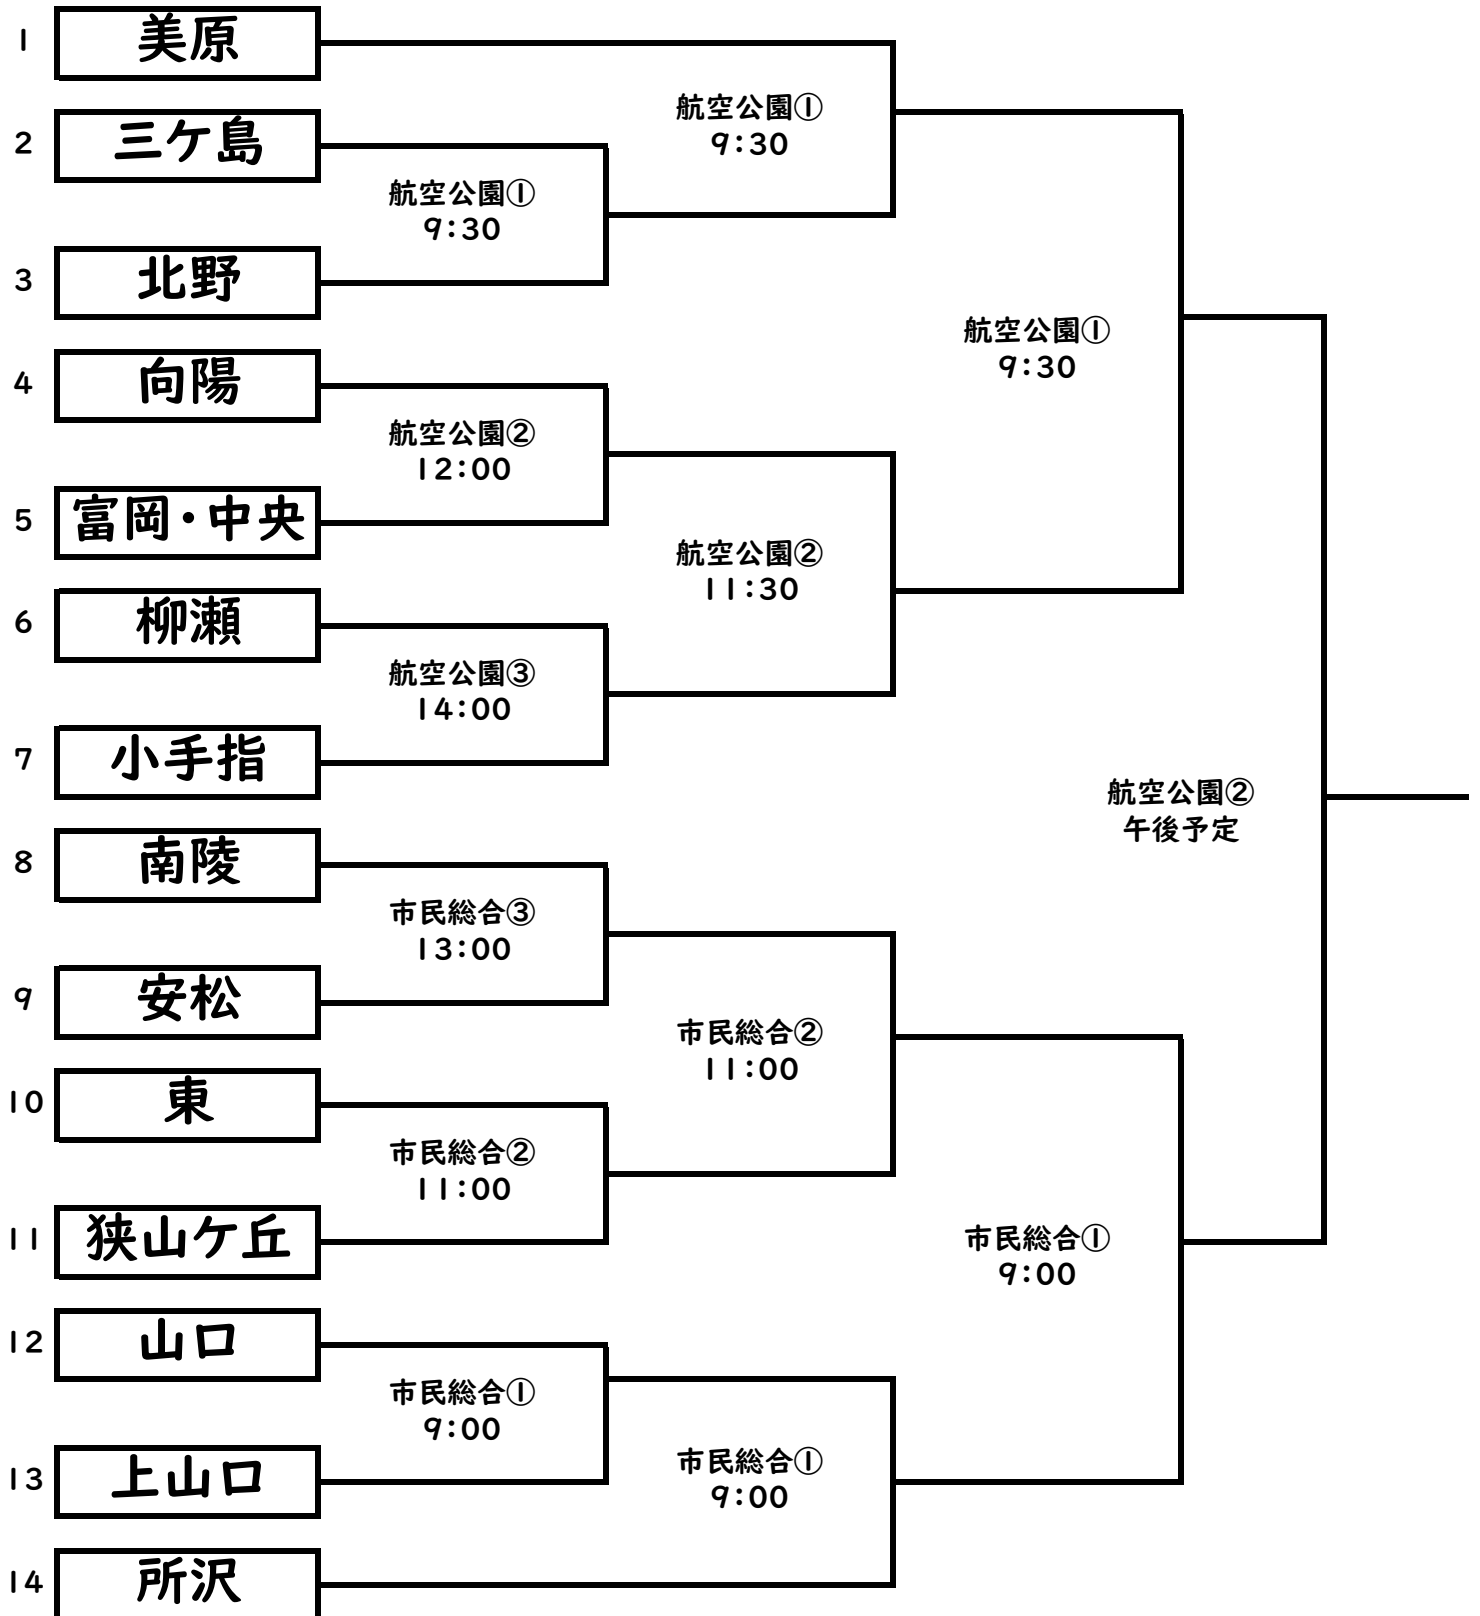 1 美原
航空公園①
9:30
2 三ケ島
航空公園①
9:30
3 北野
航空公園①
9:30
4 向陽
航空公園②
12:00
5 富岡・中央
航空公園②
11:30
6 柳瀬
航空公園③
14:00
7 小手指
航空公園②
午後予定
8 南陵
市民総合③
13:00
9 安松
市民総合②
11:00
10 東
市民総合②
11:00
11 狭山ケ丘
市民総合①
9:00
12 山口
市民総合①
9:00
13 上山口
市民総合①
9:00
14 所沢